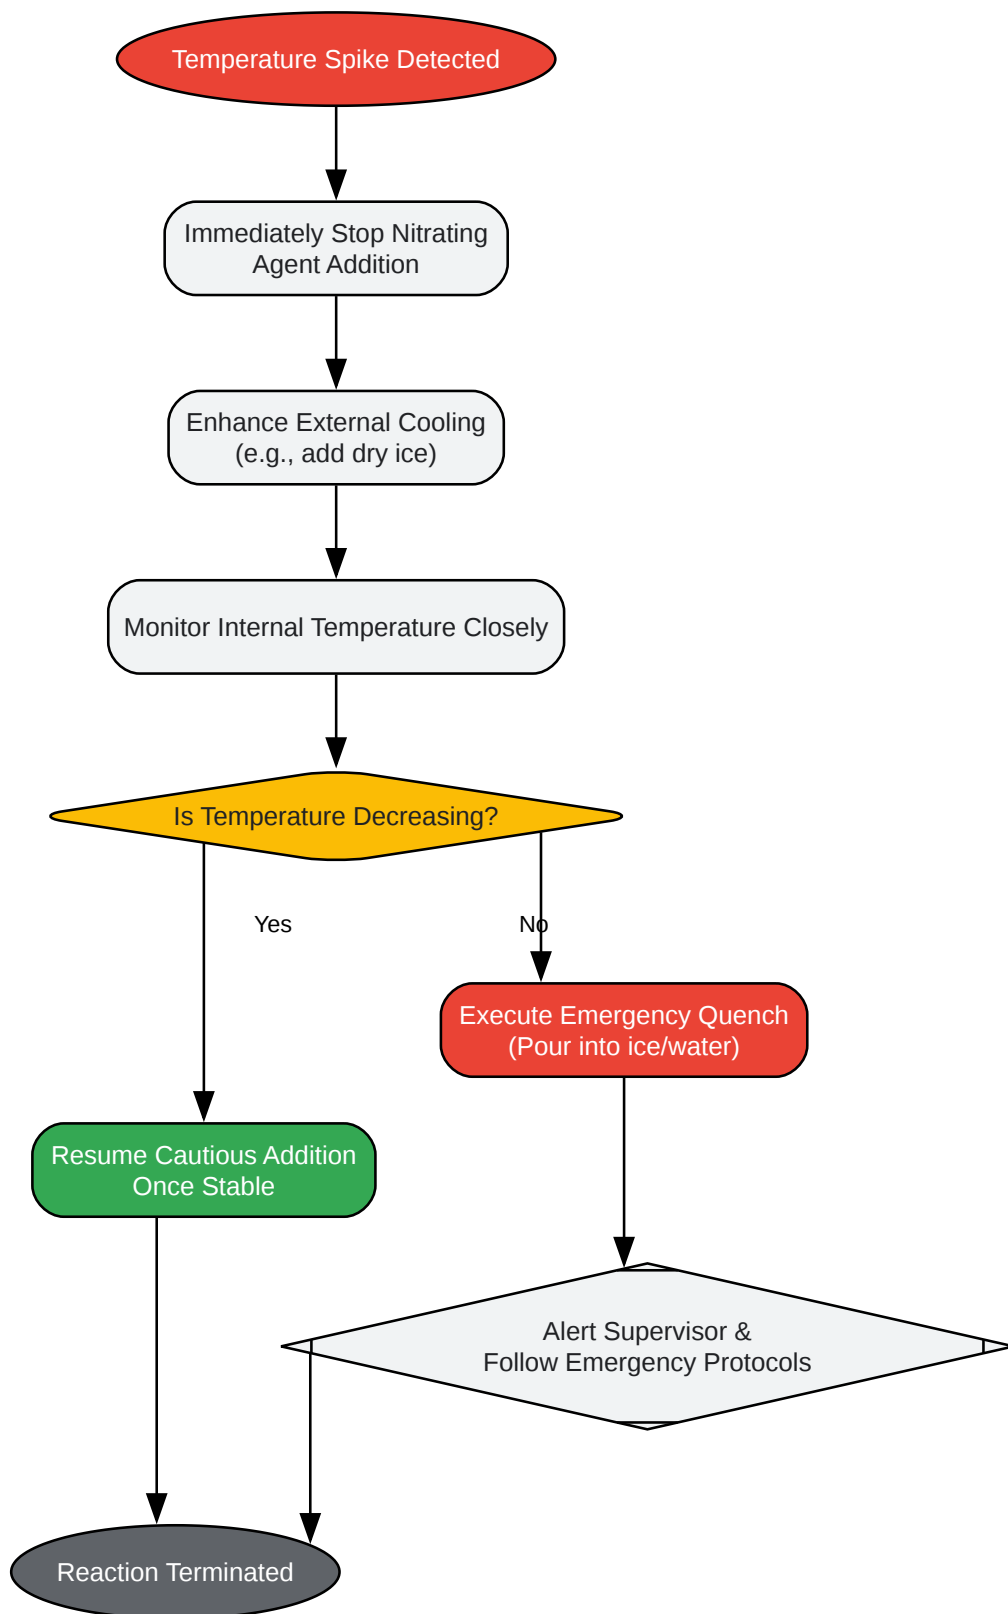 Temperature Spike Detected
Immediately Stop Nitrating
Agent Addition
Enhance External Cooling
(e.g., add dry ice)
Monitor Internal Temperature Closely
Is Temperature Decreasing?
Yes
No
Execute Emergency Quench
(Pour into ice/water)
Resume Cautious Addition
Once Stable
Alert Supervisor &
Follow Emergency Protocols
Reaction Terminated